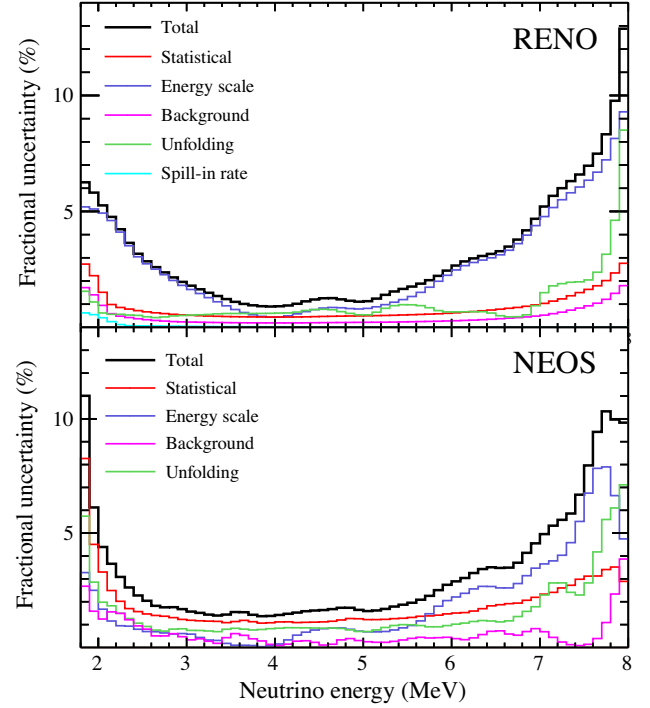 RENO
Total
Statistical
Energy scale
Background
Unfolding
Spill-in rate
10
5
Fractional uncertainty (%)
NEOS
Total
Statistical
Energy scale
Background
Unfolding
10
5
Fractional uncertainty (%)
2 3 4 5 6 7 8
Neutrino energy (MeV)